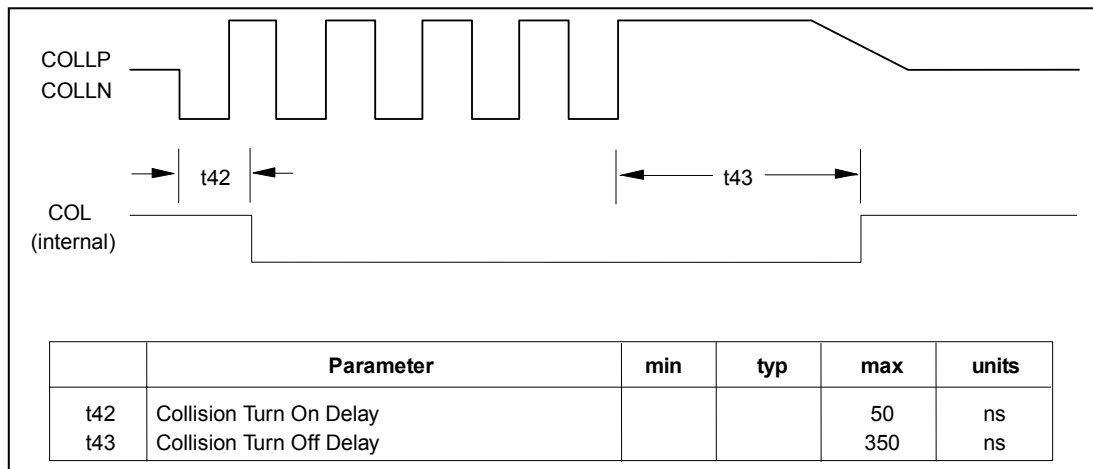 COLLP
COLLN
t42
t43
COL
(internal)
Parameter min typ max units
t42 Collision Turn On Delay 50 ns
t43 Collision Turn Off Delay 350 ns